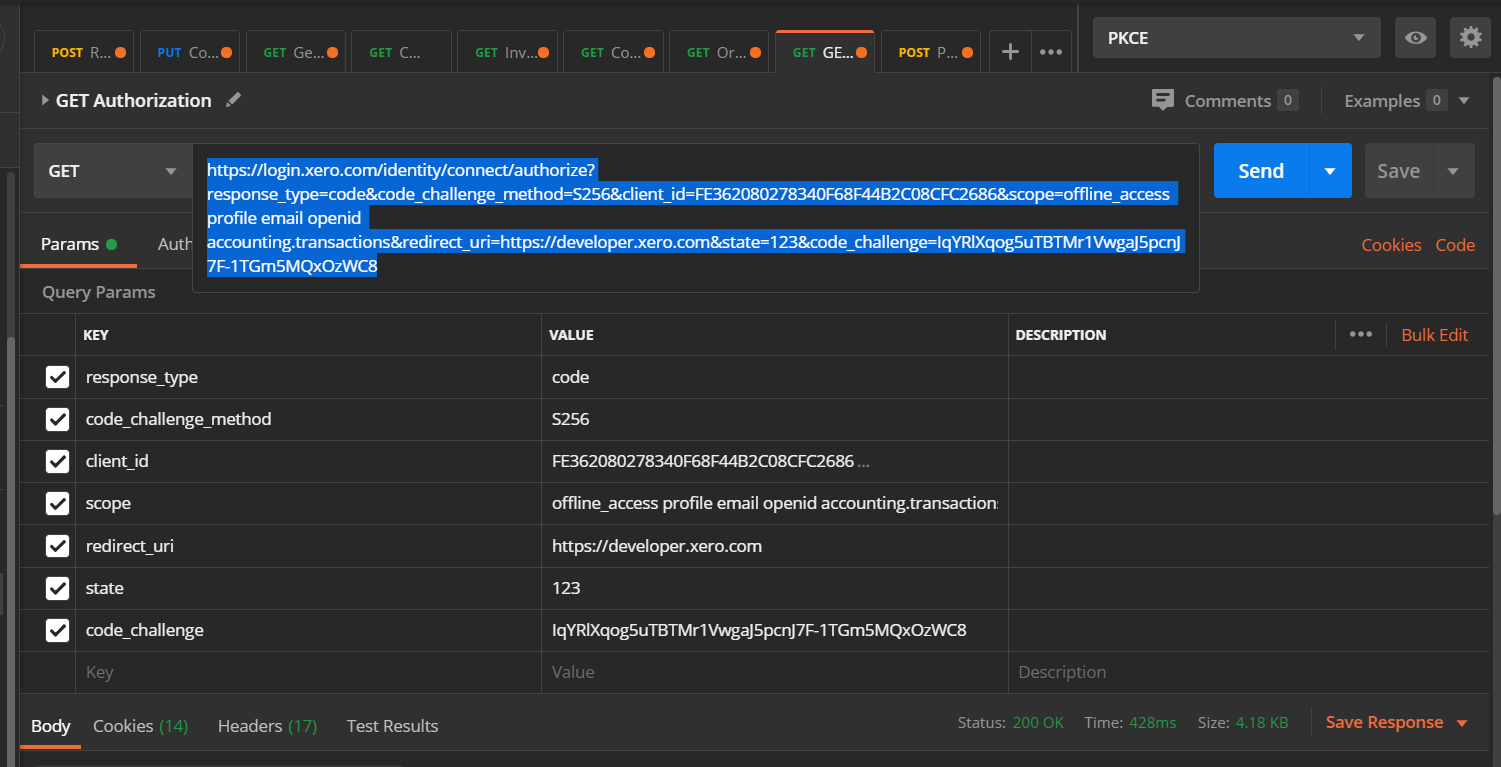 POST R... PUT Co... GET Ge... GET C... GET Inv... GET Co... GET Or... GET GE... POST P... PKCE
GET Authorization Comments 0 Examples 0
GET
https://login.xero.com/identity/connect/authorize?
response_type=code&code_challenge_method=S256&client_id=FE362080278340F68F44B2C08CFC2686&scope=offline_access
profile email openid
accounting.transactions&redirect_uri=https://developer.xero.com&state=123&code_challenge=IqYRlXqog5uTBTMr1VwgaJ5pcnJ
7F-1TGm5MQxOzWC8
Send Save
Params Auth Cookies Code
Query Params
KEY VALUE DESCRIPTION ••• Bulk Edit
response_type code
code_challenge_method S256
client_id FE362080278340F68F44B2C08CFC2686 ...
scope offline_access profile email openid accounting.transactions
redirect_uri https://developer.xero.com
state 123
code_challenge IqYRlXqog5uTBTMr1VwgaJ5pcnJ7F-1TGm5MQxOzWC8
Key Value Description
Body Cookies (14) Headers (17) Test Results Status: 200 OK Time: 428ms Size: 4.18 KB Save Response